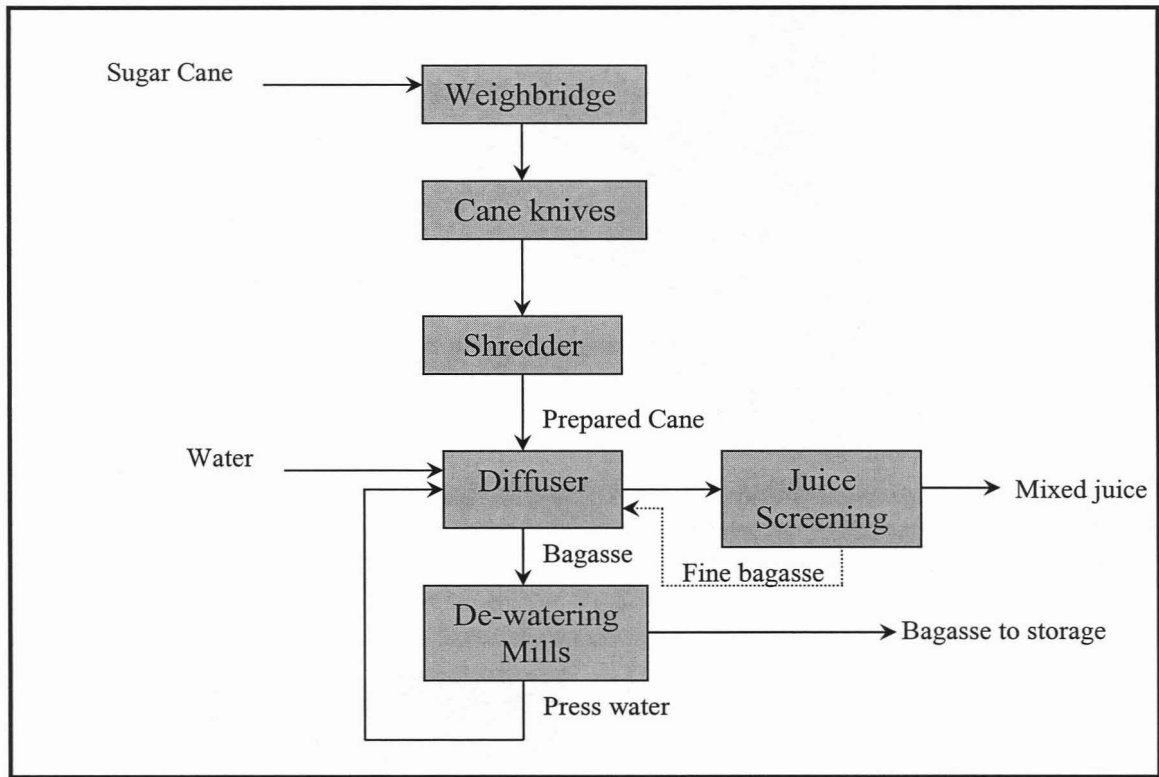 Sugar Cane
Weighbridge
Cane knives
Shredder
Prepared Cane
Water
Diffuser
Juice
Screening
Mixed juice
Bagasse
Fine bagasse
De-watering
Mills
Bagasse to storage
Press water